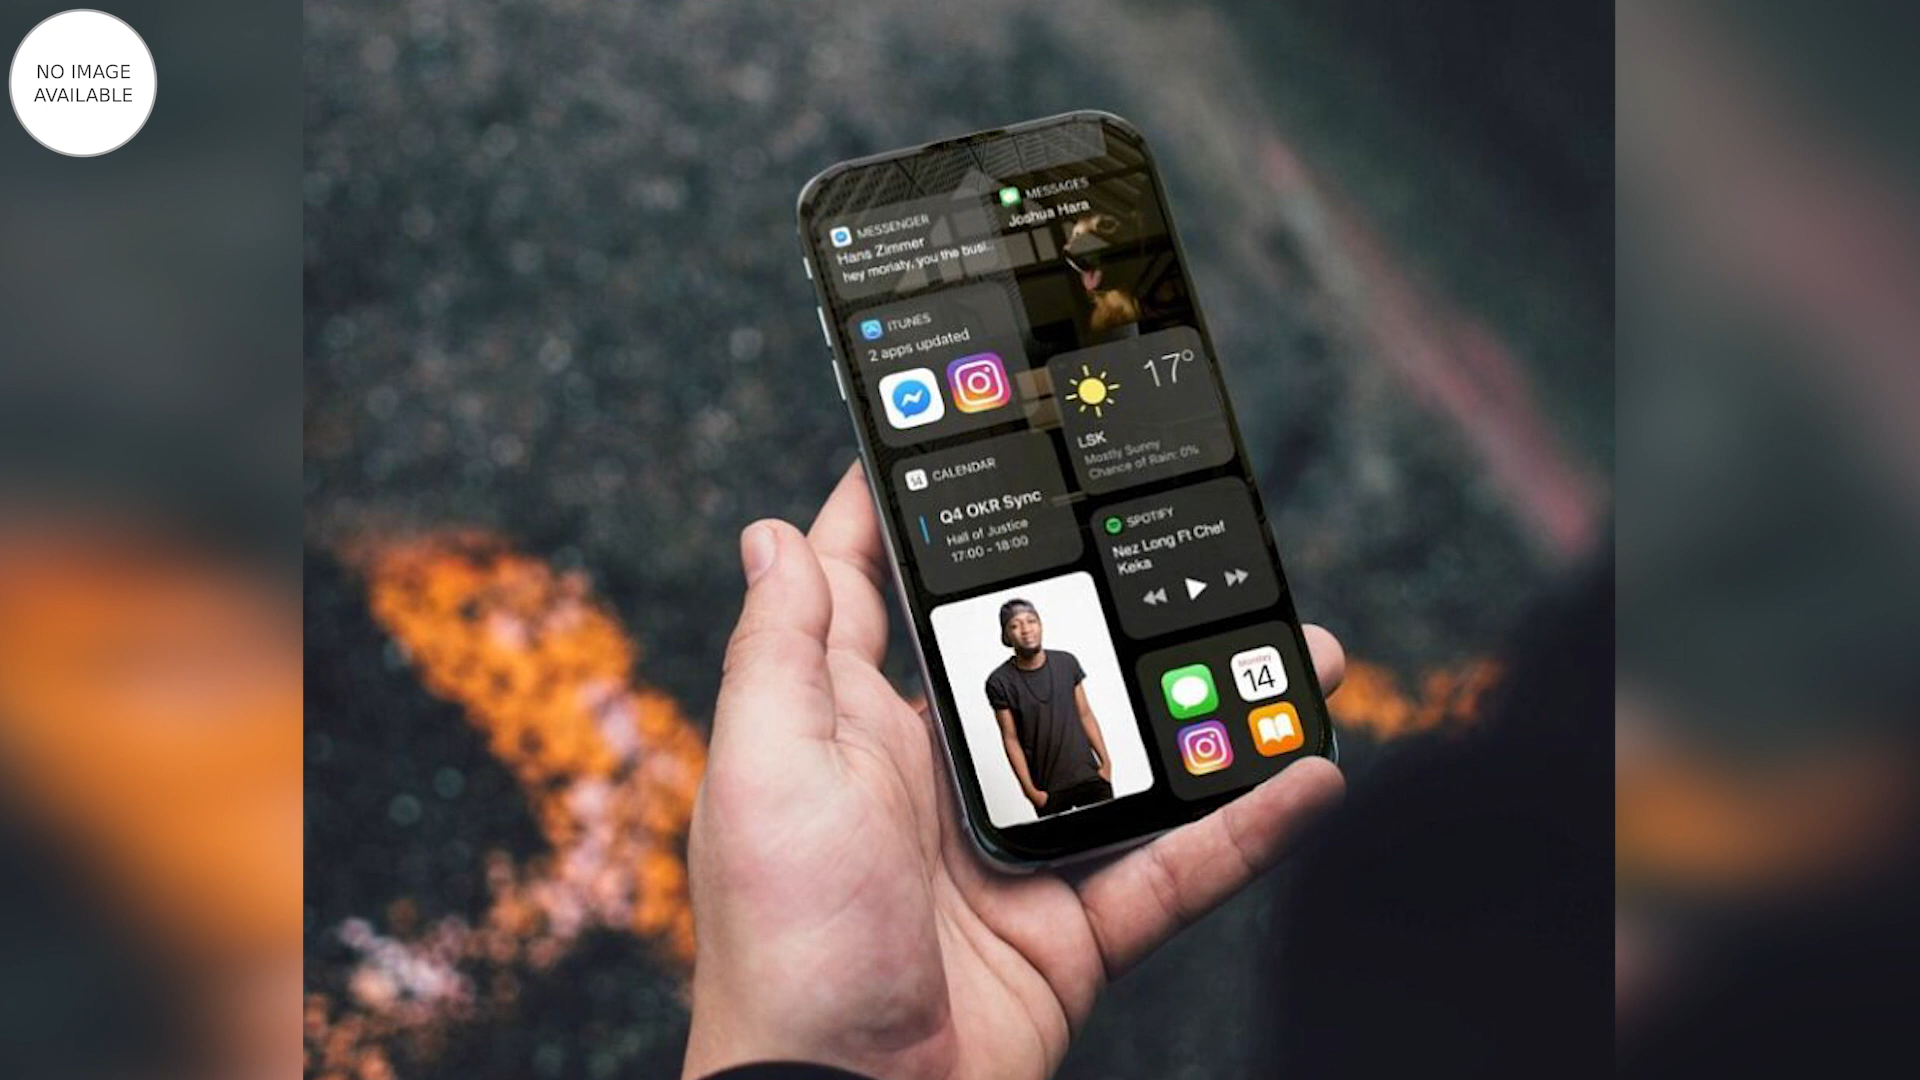 NO IMAGE
AVAILABLE
MESSENGER
Hans Zimmer
hey moriaty, you the busi...
MESSAGES
Joshua Hara
ITUNES
2 apps updated
17°
LSK
Mostly Sunny
Chance of Rain: 0%
14 CALENDAR
Q4 OKR Sync
Hall of Justice
17:00 - 18:00
SPOTIFY
Nez Long Ft Chef
Keka
Monday
14